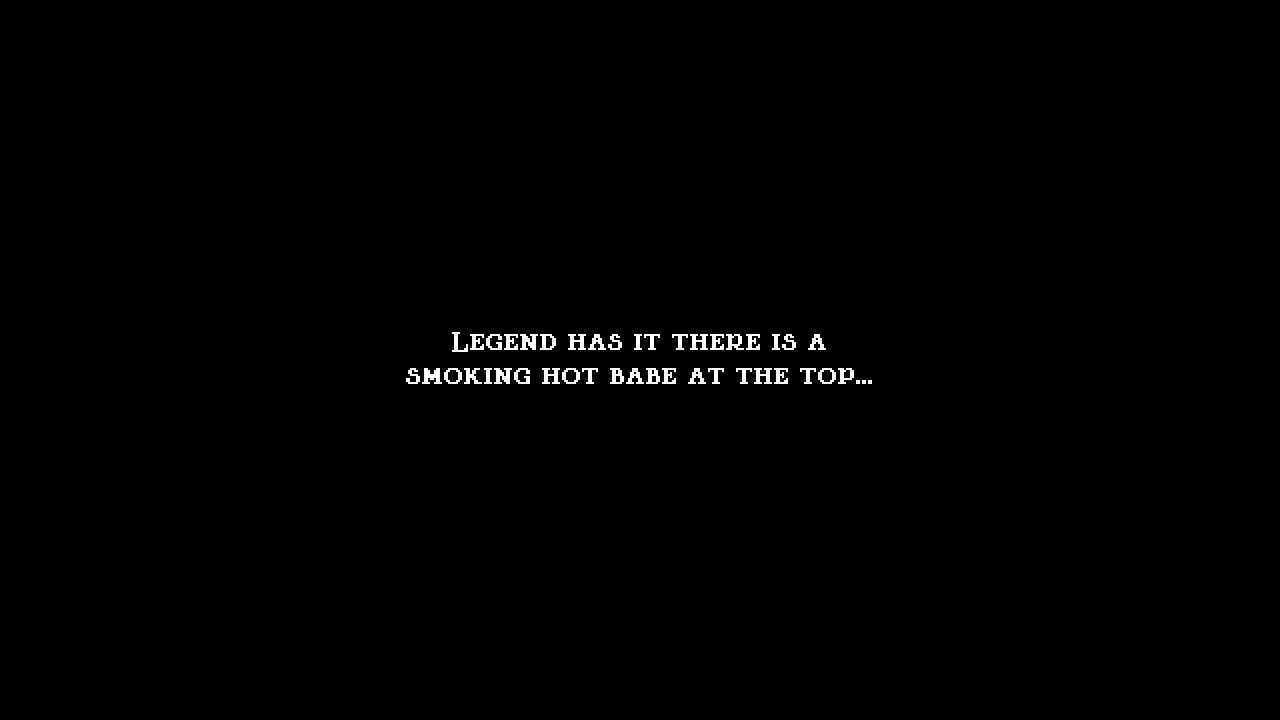 Legend has it there is a
smoking hot babe at the top...